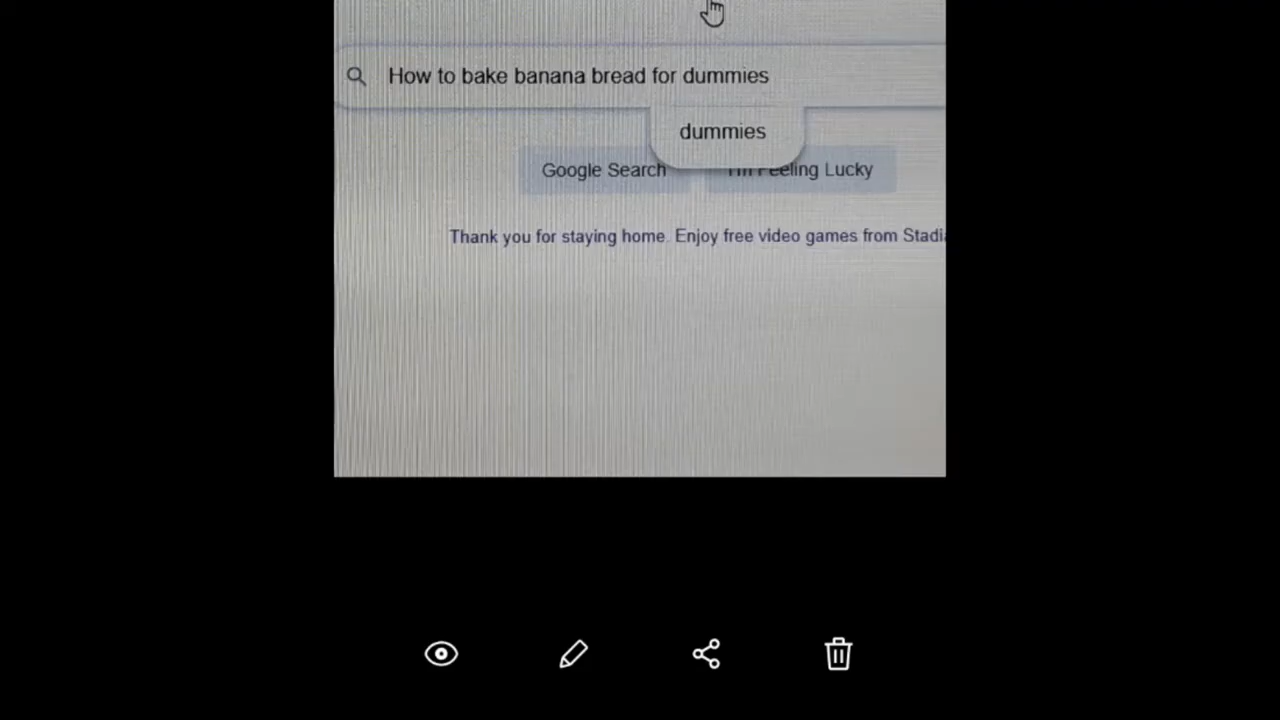 How to bake banana bread for dummies
dummies
Google Search
I'm Feeling Lucky
Thank you for staying home. Enjoy free video games from Stadia